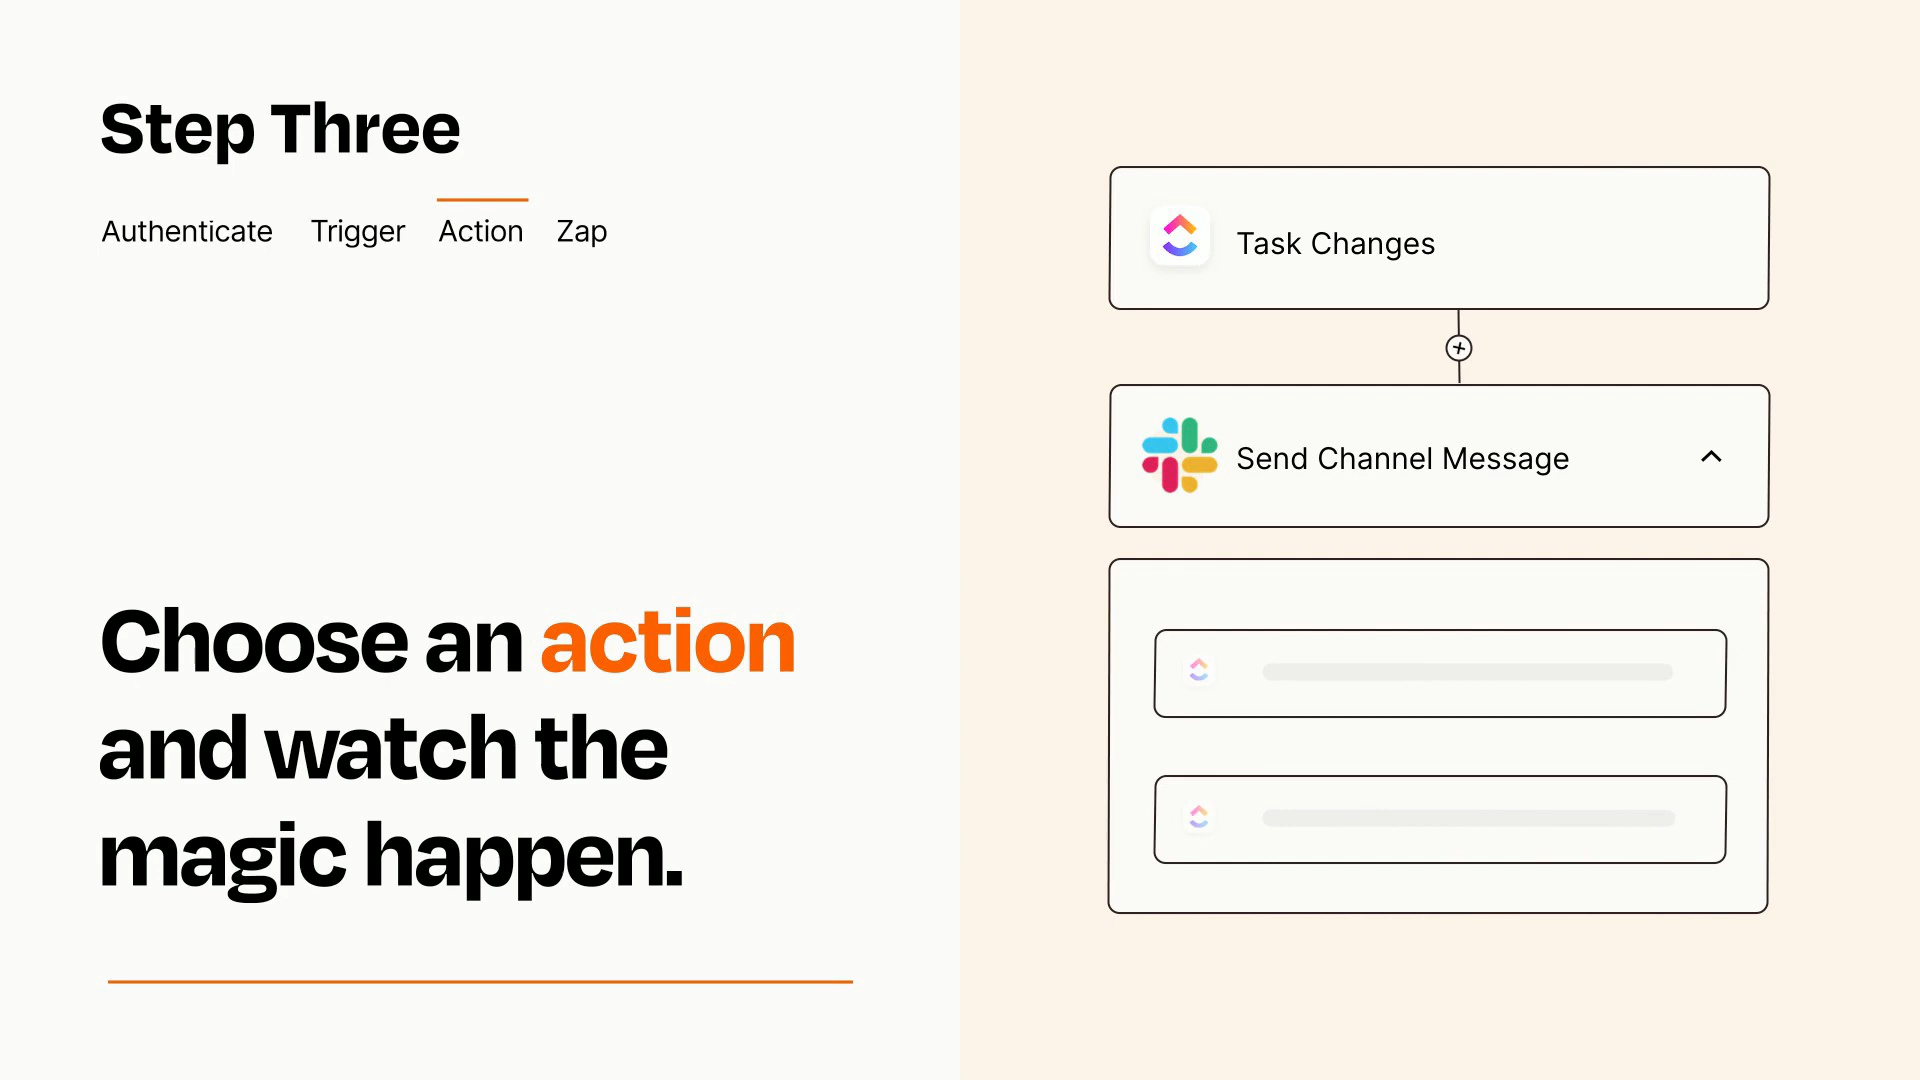 Step Three
Authenticate Trigger Action Zap
Choose an action
and watch the
magic happen.
Task Changes
Send Channel Message